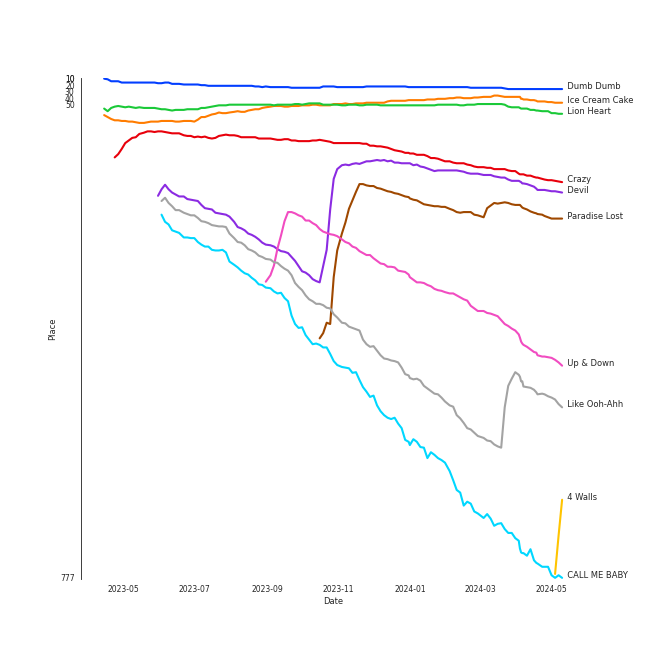 10
20
30
40
50
777
Place
Dumb Dumb
Ice Cream Cake
Lion Heart
Crazy
Devil
Paradise Lost
Up & Down
Like Ooh-Ahh
4 Walls
CALL ME BABY
2023-05
2023-07
2023-09
2023-11
2024-01
2024-03
2024-05
Date